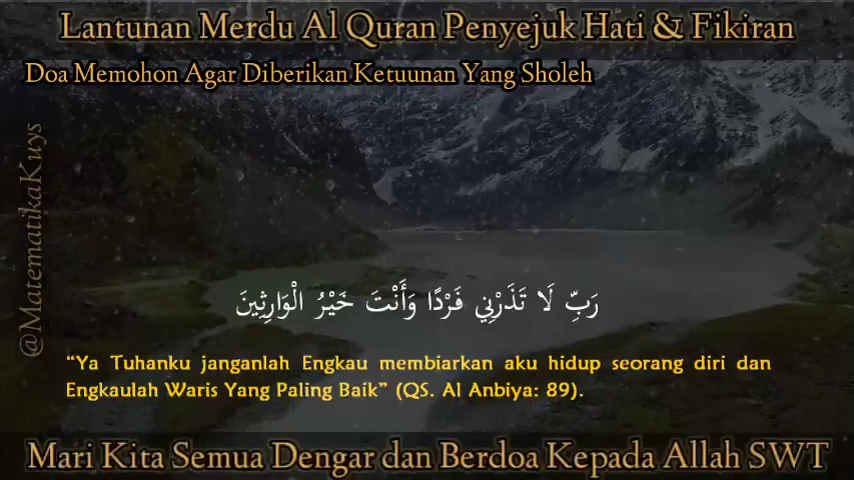 Lantunan Merdu Al Quran Penyejuk Hati & Fikiran
Doa Memohon Agar Diberikan Ketuunan Yang Sholeh
@MatematikaKuys
رَبِّ لَا تَذَرْنِي فَرْدًا وَأَنْتَ خَيْرُ الْوَارِثِينَ
“Ya Tuhanku janganlah Engkau membiarkan aku hidup seorang diri dan
Engkaulah Waris Yang Paling Baik” (QS. Al Anbiya: 89).
Mari Kita Semua Dengar dan Berdoa Kepada Allah SWT